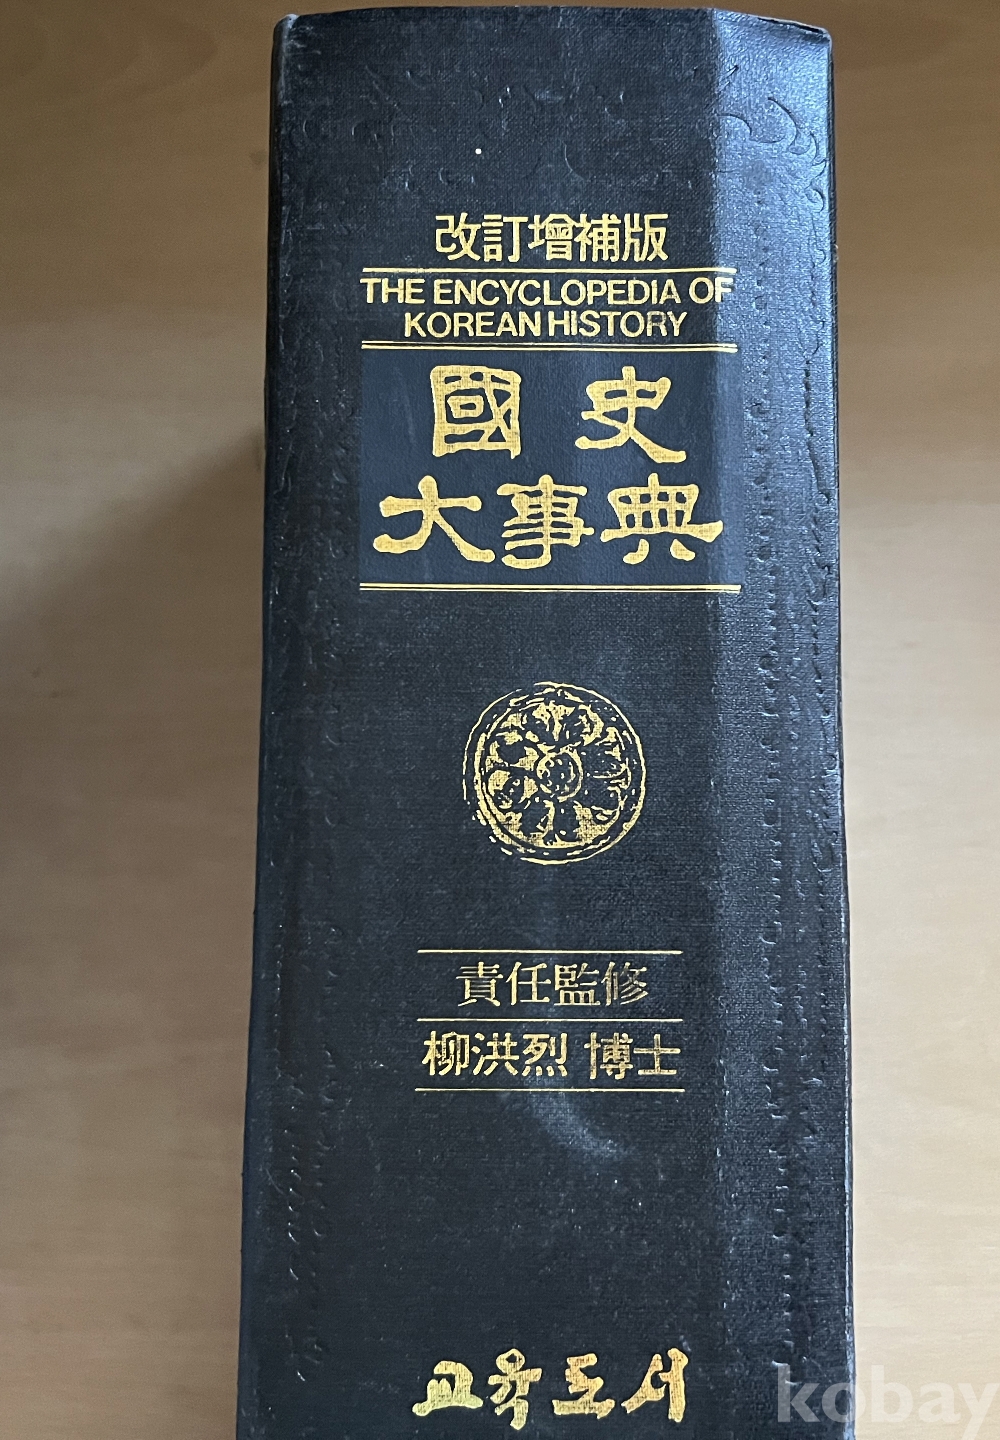 改訂增補版
THE ENCYCLOPEDIA OF
KOREAN HISTORY
國史
大事典
責任監修
柳洪烈 博士
교육도서
kobay